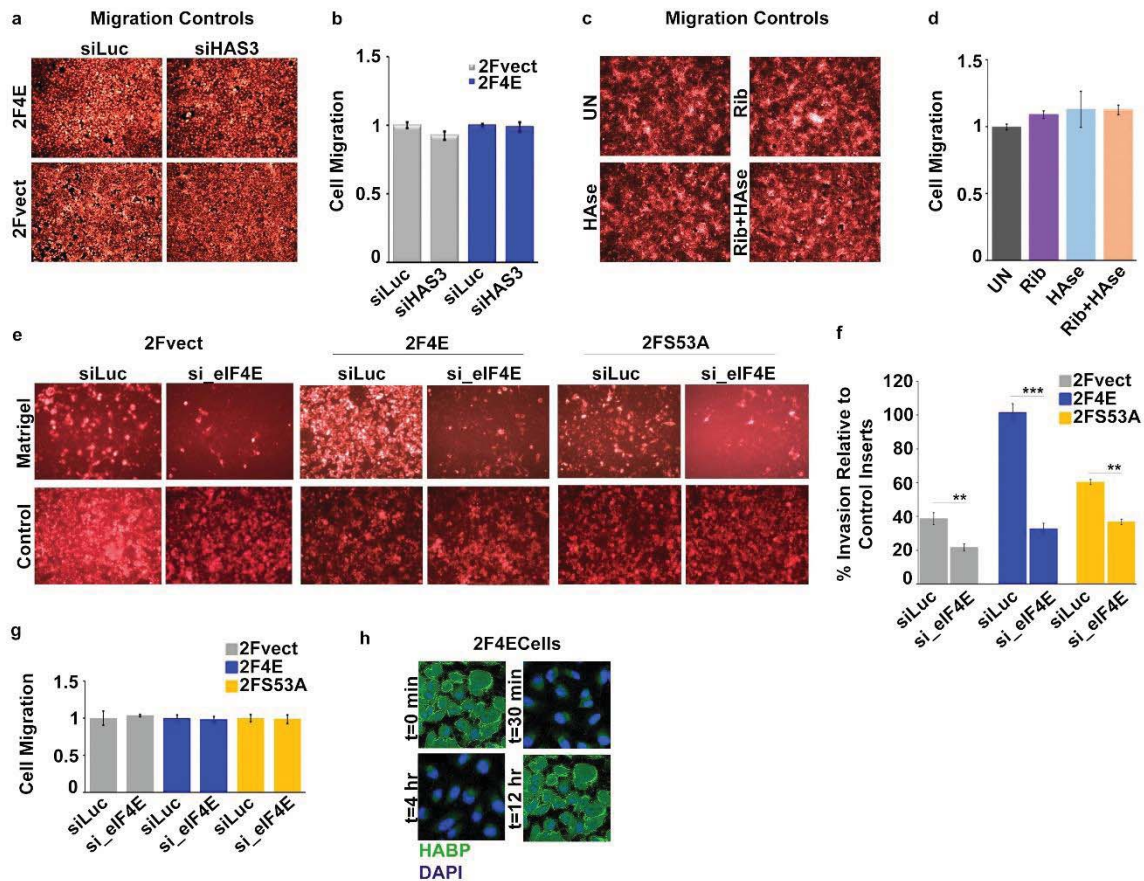 a
Migration Controls
siLuc
siHAS3
2F4E
2Fvect
b
1.5
1
0.5
0
Cell Migration
2Fvect
2F4E
siLuc
siHAS3
siLuc
siHAS3
c
Migration Controls
UN
Rib
HAse
Rib+HAse
d
1.5
1
0.5
0
Cell Migration
UN
Rib
HAse
Rib+HAse
e
2Fvect
2F4E
2FS53A
siLuc
si_eIF4E
siLuc
si_eIF4E
siLuc
si_eIF4E
Matrigel
Control
f
% Invasion Relative to
Control Inserts
120
100
80
60
40
20
0
2Fvect
2F4E
2FS53A
**
***
**
siLuc
si_eIF4E
siLuc
si_eIF4E
siLuc
si_eIF4E
g
2Fvect
2F4E
2FS53A
Cell Migration
1.5
1
0.5
0
siLuc
si_eIF4E
siLuc
si_eIF4E
siLuc
si_eIF4E
h
2F4ECells
t=0 min
t=30 min
t=4 hr
t=12 hr
HABP
DAPI